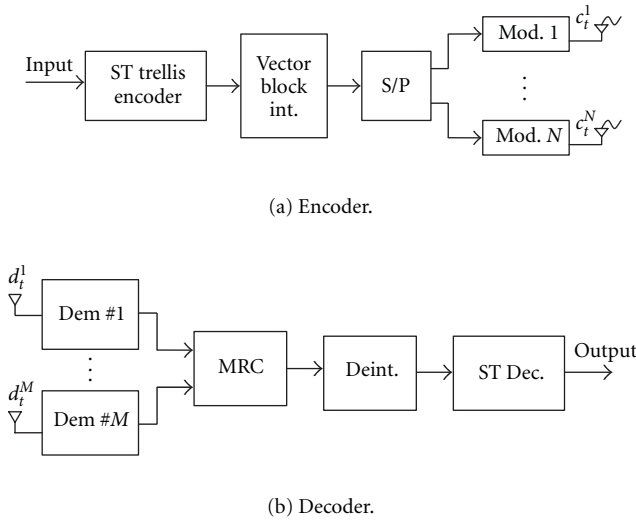 Input
ST trellis
encoder
Vector
block
int.
S/P
Mod. 1
c_t^1
⋮
Mod. N
c_t^N
(a) Encoder.
d_t^1
Dem #1
⋮
d_t^M
Dem #M
MRC
Deint.
ST Dec.
Output
(b) Decoder.